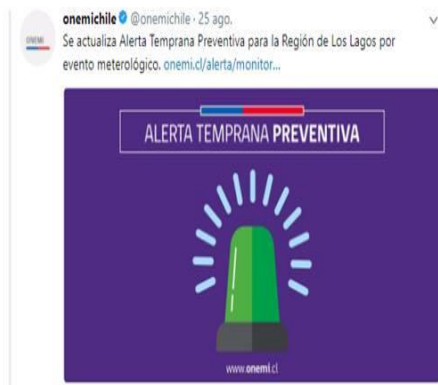 onemichile @onemichile · 25 ago.
Se actualiza Alerta Temprana Preventiva para la Región de Los Lagos por
evento meterológico. onemi.cl/alerta/monitor...
ONEMI
ALERTA TEMPRANA PREVENTIVA
www.onemi.cl